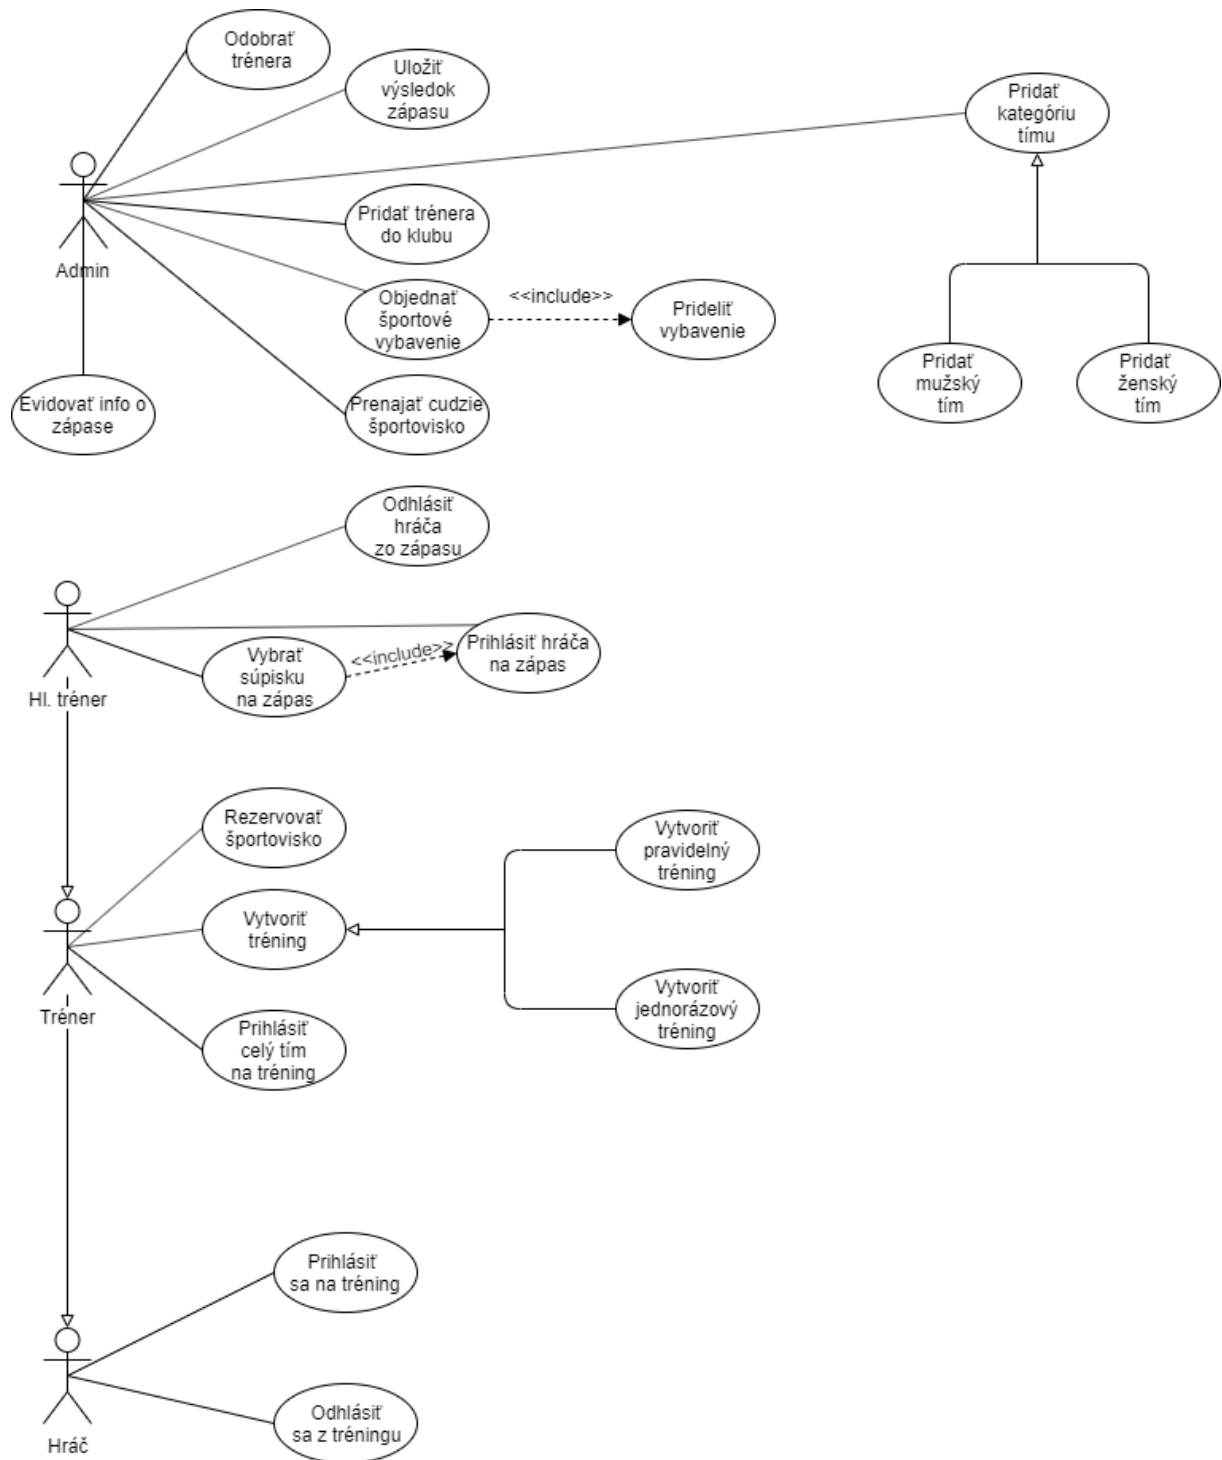 Odobrať
trénera
Uložiť
výsledok
zápasu
Pridať
kategóriu
tímu
Pridať trénera
do klubu
Admin
Objednať
športové
vybavenie
<<include>>
Prideliť
vybavenie
Pridať
mužský
tím
Pridať
ženský
tím
Evidovať info o
zápase
Prenajať cudzie
športovisko
Odhlásiť
hráča
zo zápasu
Hl. tréner
Vybrať
súpisku
na zápas
<<include>>
Prihlásiť hráča
na zápas
Rezervovať
športovisko
Vytvoriť
pravidelný
tréning
Vytvoriť
tréning
Vytvoriť
jednorázový
tréning
Tréner
Prihlásiť
celý tím
na tréning
Prihlásiť
sa na tréning
Odhlásiť
sa z tréningu
Hráč